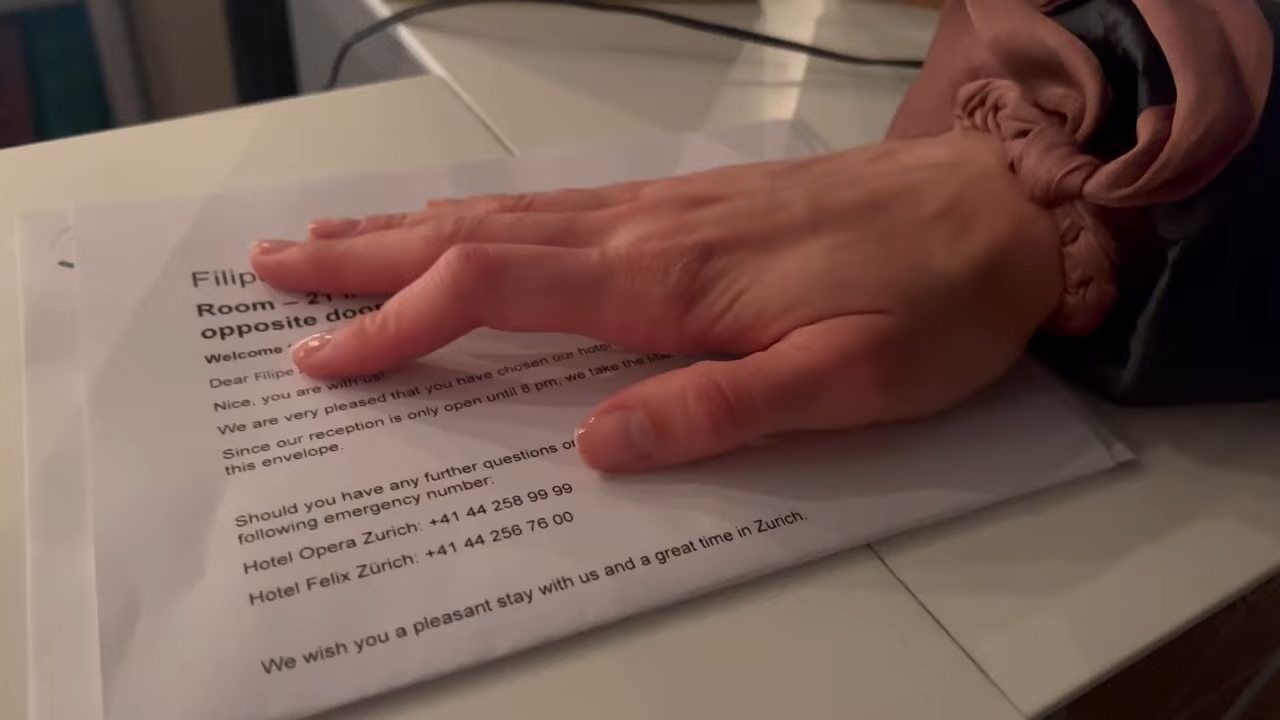 Filip
Room – 21
opposite door
Welcome
Dear Filipe
Nice, you are with us!
We are very pleased that you have chosen our hotel
Since our reception is only open until 8 pm, we take the
this envelope.
Should you have any further questions or
following emergency number:
Hotel Opera Zurich: +41 44 258 99 99
Hotel Felix Zürich: +41 44 256 76 00
We wish you a pleasant stay with us and a great time in Zurich.